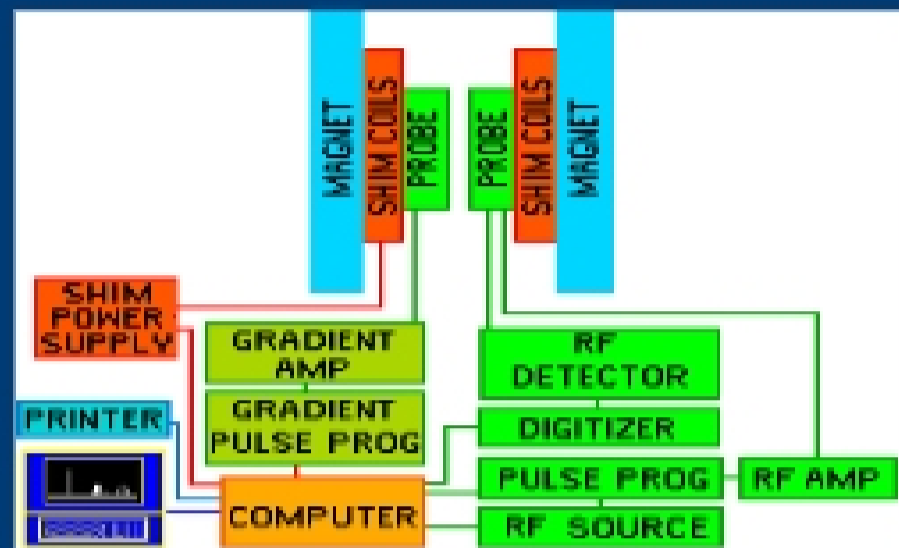 MAGNET
SHIM COILS
PROBE
PROBE
SHIM COILS
MAGNET
SHIM
POWER
SUPPLY
GRADIENT
AMP
RF
DETECTOR
PRINTER
GRADIENT
PULSE PROG
DIGITIZER
COMPUTER
PULSE PROG
RF AMP
RF SOURCE